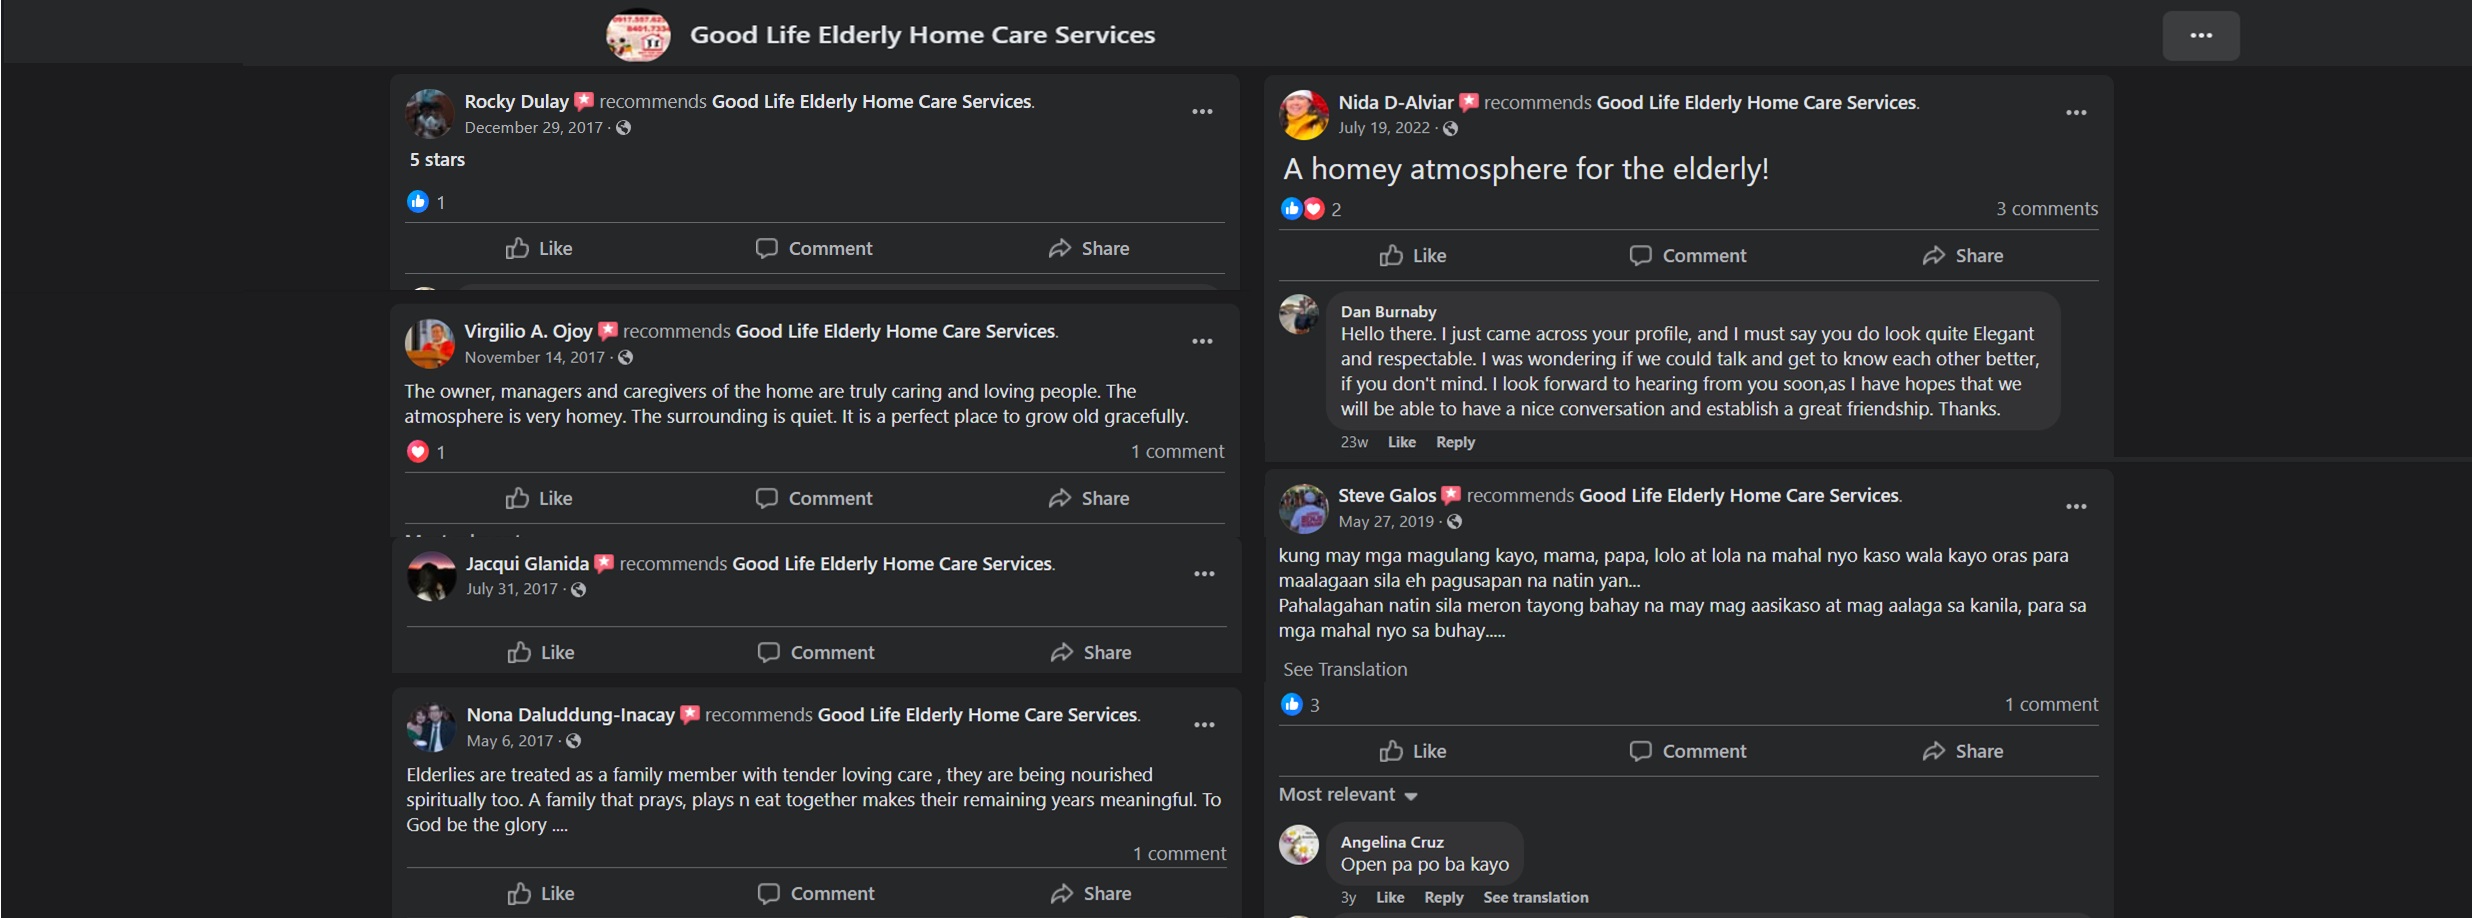 Good Life Elderly Home Care Services
Rocky Dulay recommends Good Life Elderly Home Care Services.
December 29, 2017 ·
5 stars
1
Like Comment Share
Virgilio A. Ojoy recommends Good Life Elderly Home Care Services.
November 14, 2017 ·
The owner, managers and caregivers of the home are truly caring and loving people. The
atmosphere is very homey. The surrounding is quiet. It is a perfect place to grow old gracefully.
1 1 comment
Like Comment Share
Jacqui Glanida recommends Good Life Elderly Home Care Services.
July 31, 2017 ·
Like Comment Share
Nona Daluddung-Inacay recommends Good Life Elderly Home Care Services.
May 6, 2017 ·
Elderlies are treated as a family member with tender loving care , they are being nourished
spiritually too. A family that prays, plays n eat together makes their remaining years meaningful. To
God be the glory ....
1 comment
Like Comment Share
Nida D-Alviar recommends Good Life Elderly Home Care Services.
July 19, 2022 ·
A homey atmosphere for the elderly!
2 3 comments
Like Comment Share
Dan Burnaby
Hello there. I just came across your profile, and I must say you do look quite Elegant
and respectable. I was wondering if we could talk and get to know each other better,
if you don't mind. I look forward to hearing from you soon,as I have hopes that we
will be able to have a nice conversation and establish a great friendship. Thanks.
23w Like Reply
Steve Galos recommends Good Life Elderly Home Care Services.
May 27, 2019 ·
kung may mga magulang kayo, mama, papa, lolo at lola na mahal nyo kaso wala kayo oras para
maalagaan sila eh pagusapan na natin yan...
Pahalagahan natin sila meron tayong bahay na may mag aasikaso at mag aalaga sa kanila, para sa
mga mahal nyo sa buhay.....
See Translation
3 1 comment
Like Comment Share
Most relevant
Angelina Cruz
Open pa po ba kayo
3y Like Reply See translation